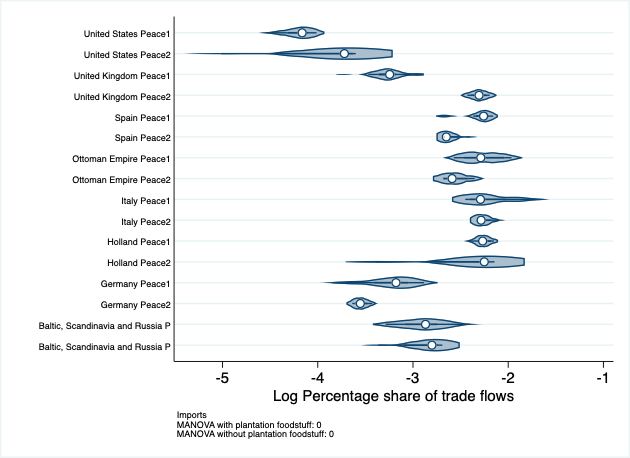 United States Peace1
United States Peace2
United Kingdom Peace1
United Kingdom Peace2
Spain Peace1
Spain Peace2
Ottoman Empire Peace1
Ottoman Empire Peace2
Italy Peace1
Italy Peace2
Holland Peace1
Holland Peace2
Germany Peace1
Germany Peace2
Baltic, Scandinavia and Russia P
Baltic, Scandinavia and Russia P
-5 -4 -3 -2 -1
Log Percentage share of trade flows
Imports
MANOVA with plantation foodstuff: 0
MANOVA without plantation foodstuff: 0